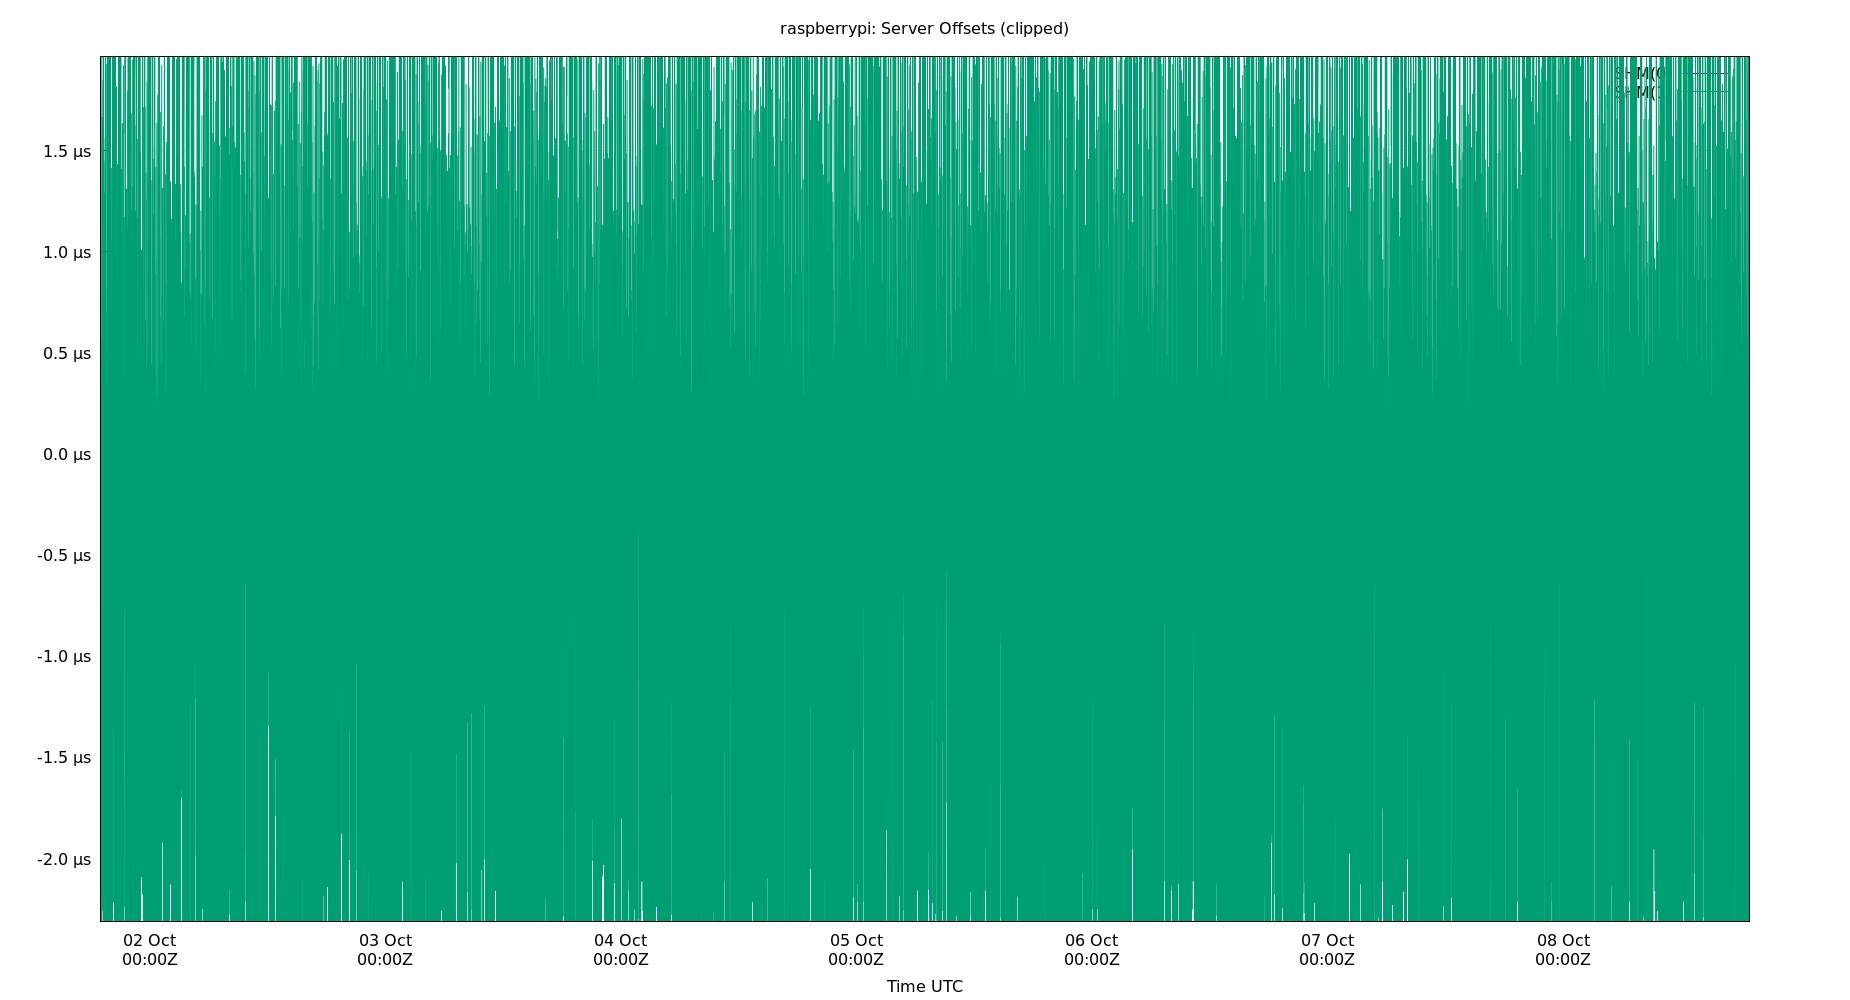 raspberrypi: Server Offsets (clipped)
1.5 µs
1.0 µs
0.5 µs
0.0 µs
-0.5 µs
-1.0 µs
-1.5 µs
-2.0 µs
02 Oct 03 Oct 04 Oct 05 Oct 06 Oct 07 Oct 08 Oct
00:00Z 00:00Z 00:00Z 00:00Z 00:00Z 00:00Z 00:00Z
Time UTC